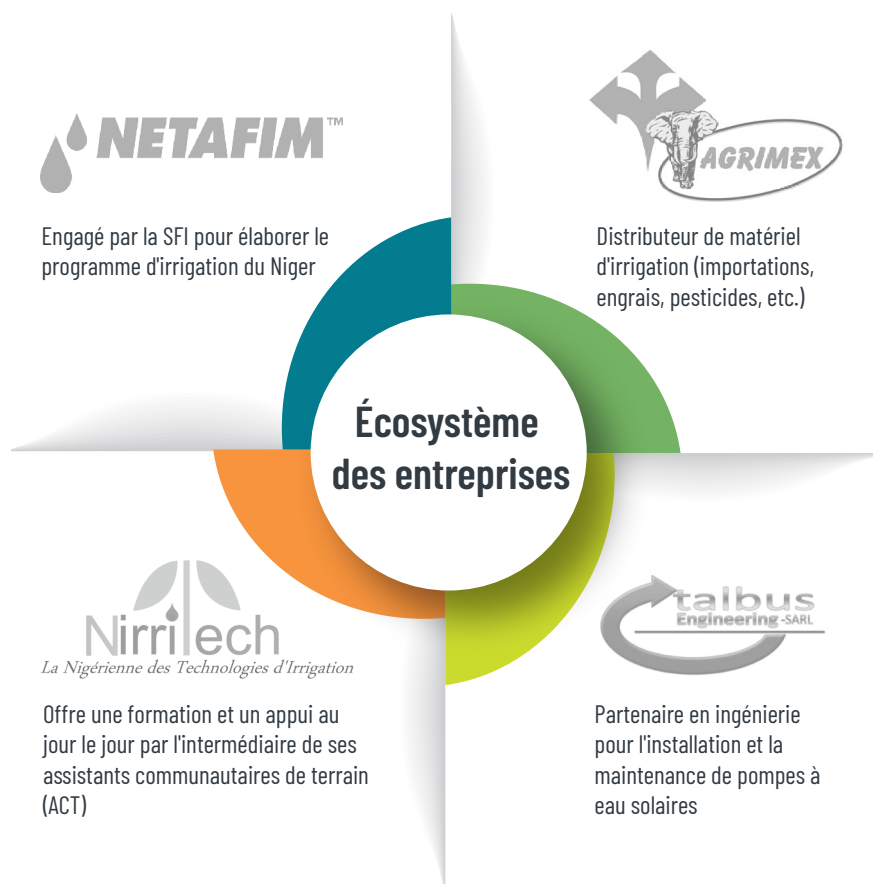 NETAFIM™
Engagé par la SFI pour élaborer le
programme d'irrigation du Niger
AGRIMEX
Distributeur de matériel
d'irrigation (importations,
engrais, pesticides, etc.)
Écosystème
des entreprises
NirriTech
La Nigérienne des Technologies d'Irrigation
Offre une formation et un appui au
jour le jour par l'intermédiaire de ses
assistants communautaires de terrain
(ACT)
talbus
Engineering-SARL
Partenaire en ingénierie
pour l'installation et la
maintenance de pompes à
eau solaires